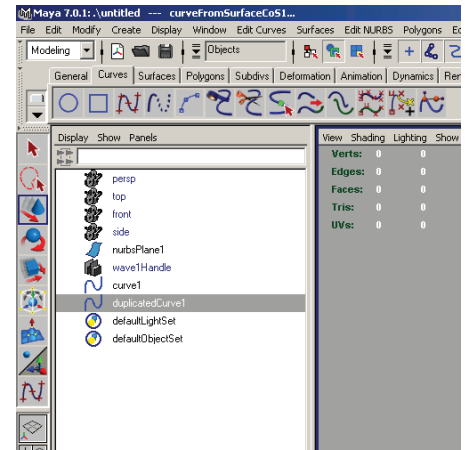 Maya 7.0.1: .\untitled --- curveFromSurfaceCoS1...
File Edit Modify Create Display Window Edit Curves Surfaces Edit NURBS Polygons
Modeling Objects
General Curves Surfaces Polygons Subdivs Deformation Animation Dynamics
Display Show Panels
View Shading Lighting Show
persp
top
front
side
nurbsPlane1
wave1Handle
curve1
duplicatedCurve1
defaultLightSet
defaultObjectSet
Verts: 0 0
Edges: 0 0
Faces: 0 0
Tris: 0 0
UVs: 0 0